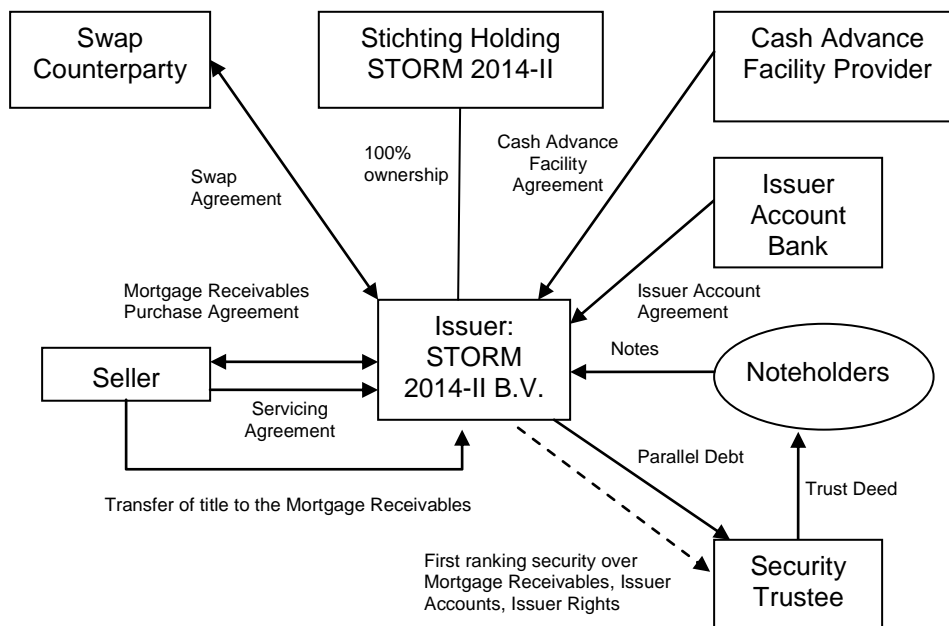 Swap
Counterparty
Stichting Holding
STORM 2014-II
Cash Advance
Facility Provider
100%
ownership
Cash Advance
Facility
Agreement
Swap
Agreement
Issuer
Account
Bank
Mortgage Receivables
Purchase Agreement
Issuer Account
Agreement
Issuer:
STORM
2014-II B.V.
Notes
Seller
Noteholders
Servicing
Agreement
Parallel Debt
Trust Deed
Transfer of title to the Mortgage Receivables
First ranking security over
Mortgage Receivables, Issuer
Accounts, Issuer Rights
Security
Trustee